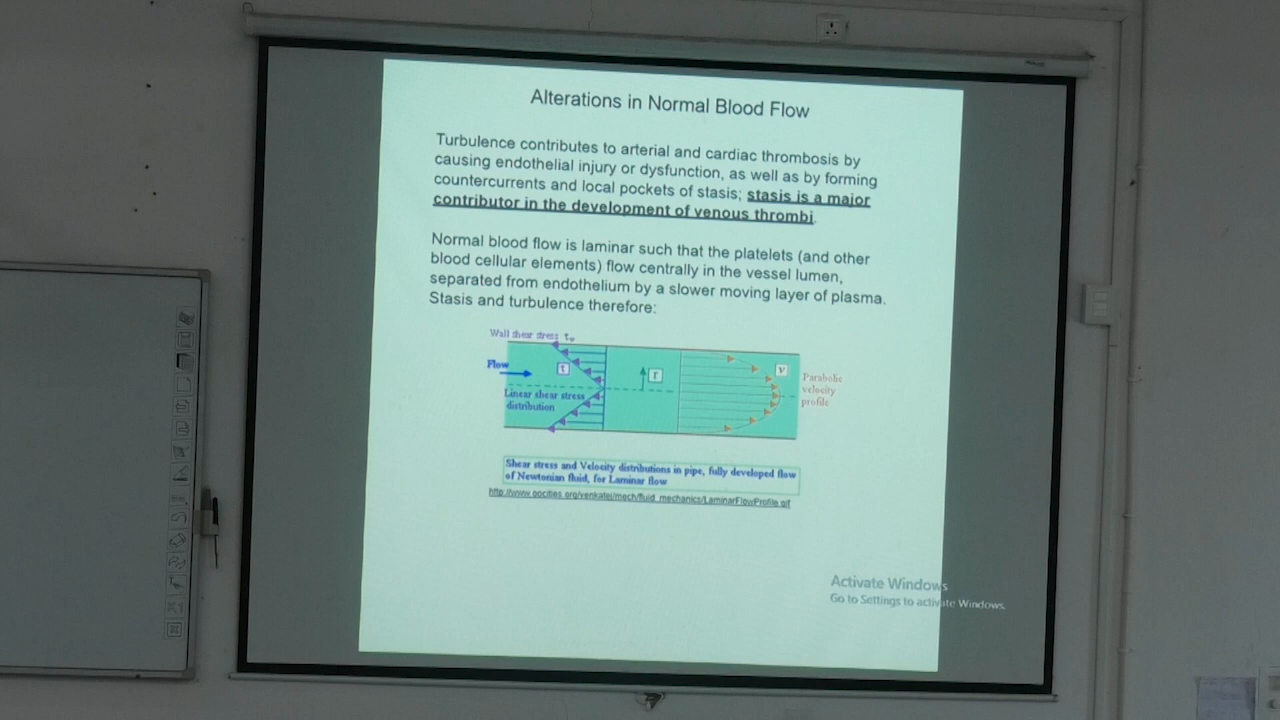 Alterations in Normal Blood Flow
Turbulence contributes to arterial and cardiac thrombosis by
causing endothelial injury or dysfunction, as well as by forming
countercurrents and local pockets of stasis; stasis is a major
contributor in the development of venous thrombi.
Normal blood flow is laminar such that the platelets (and other
blood cellular elements) flow centrally in the vessel lumen,
separated from endothelium by a slower moving layer of plasma.
Stasis and turbulence therefore:
Wall shear stress τw
Flow
τ
r
v
Linear shear stress
distribution
Parabolic
velocity
profile
Shear stress and Velocity distributions in pipe, fully developed flow
of Newtonian fluid, for Laminar flow
Activate Windows
Go to Settings to activate Windows.